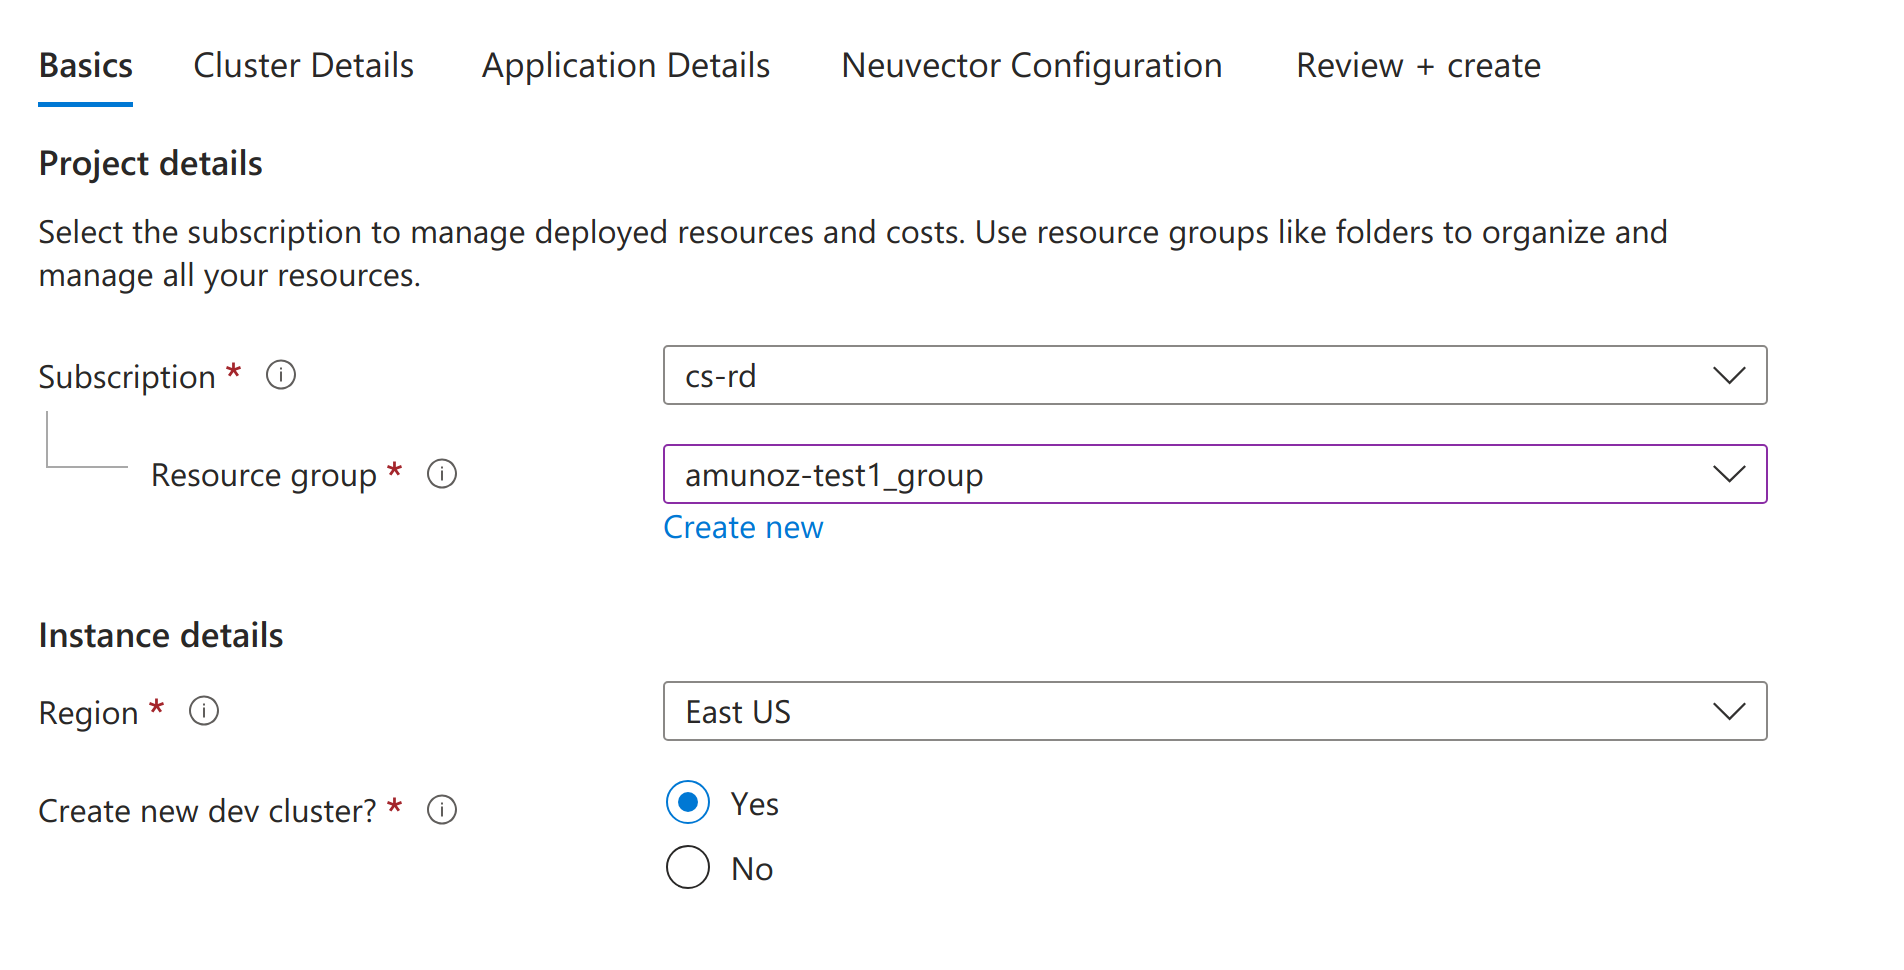 Basics Cluster Details Application Details Neuvector Configuration Review + create
Project details
Select the subscription to manage deployed resources and costs. Use resource groups like folders to organize and
manage all your resources.
Subscription * cs-rd
Resource group * amunoz-test1_group
Create new
Instance details
Region * East US
Create new dev cluster? * Yes
No